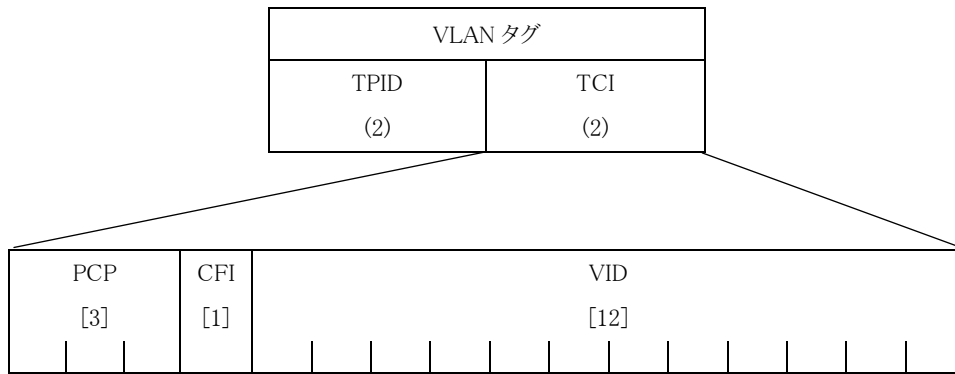 VLAN タグ
TPID
(2)
TCI
(2)
PCP
[3]
CFI
[1]
VID
[12]